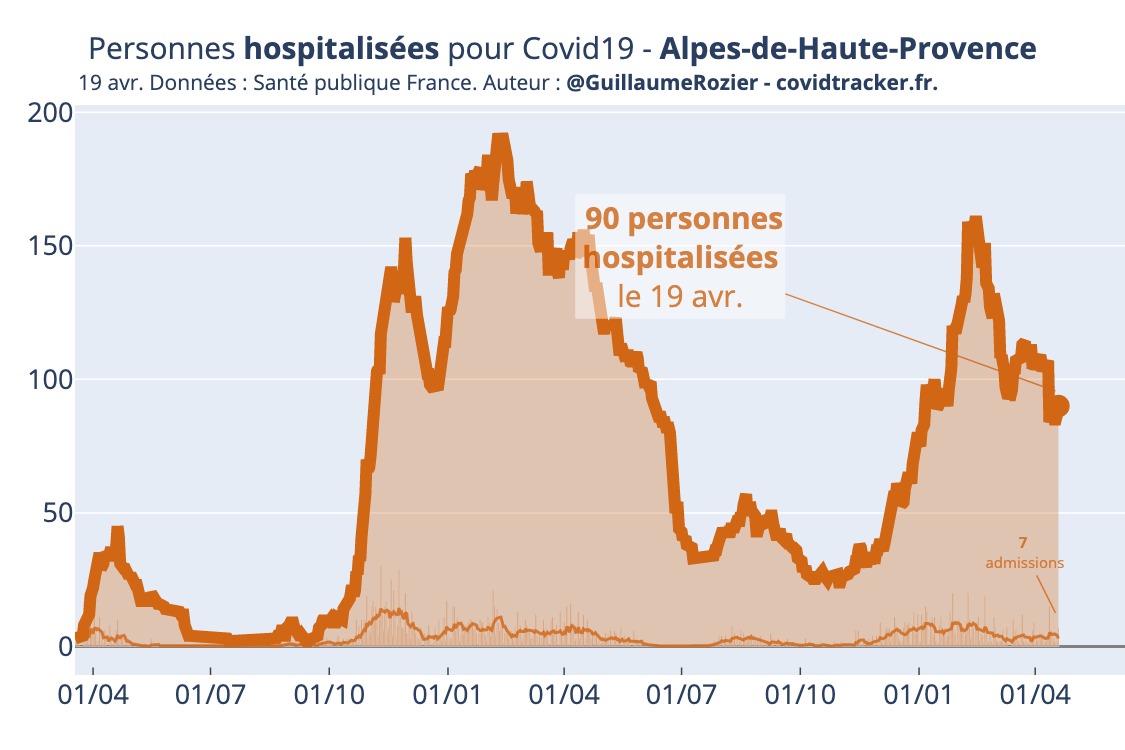 Personnes hospitalisées pour Covid19 - Alpes-de-Haute-Provence
19 avr. Données : Santé publique France. Auteur : @GuillaumeRozier - covidtracker.fr.
200
150
100
50
0
90 personnes
hospitalisées
le 19 avr.
7
admissions
01/04
01/07
01/10
01/01
01/04
01/07
01/10
01/01
01/04